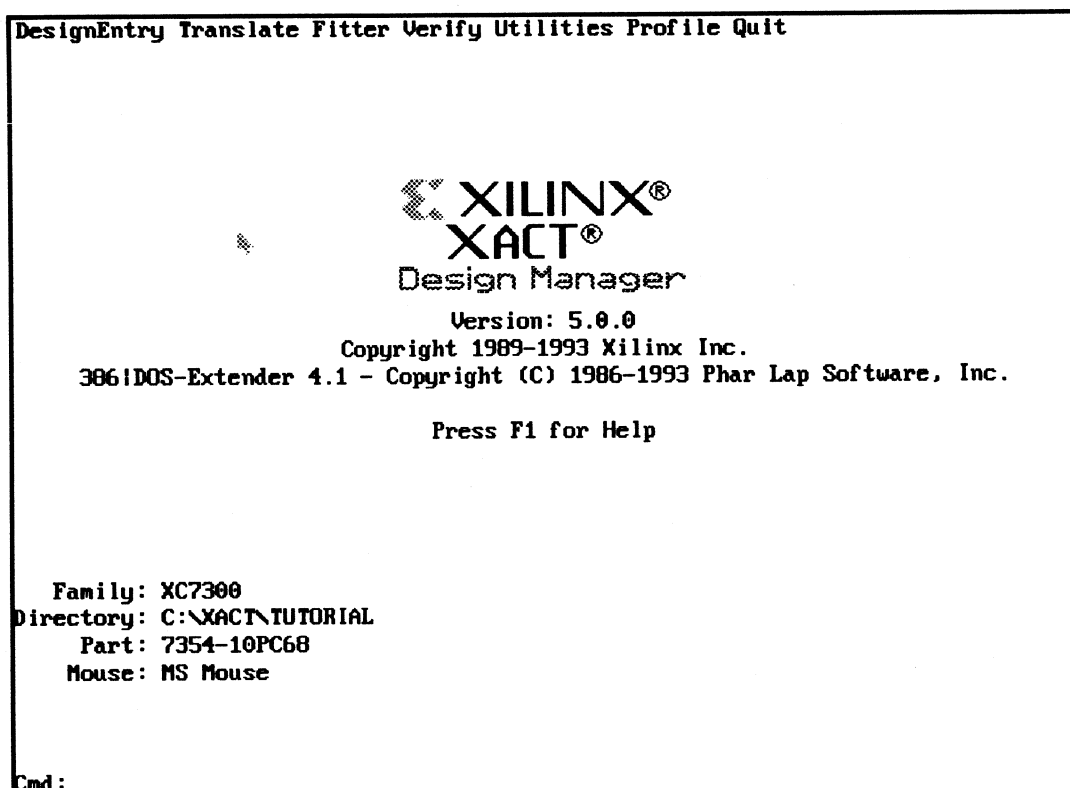 DesignEntry Translate Fitter Verify Utilities Profile Quit
XILINX®
XACT®
Design Manager
Version: 5.0.0
Copyright 1989-1993 Xilinx Inc.
386|DOS-Extender 4.1 - Copyright (C) 1986-1993 Phar Lap Software, Inc.
Press F1 for Help
Family: XC7300
Directory: C:\XACT\TUTORIAL
Part: 7354-10PC68
Mouse: MS Mouse
Cmd: